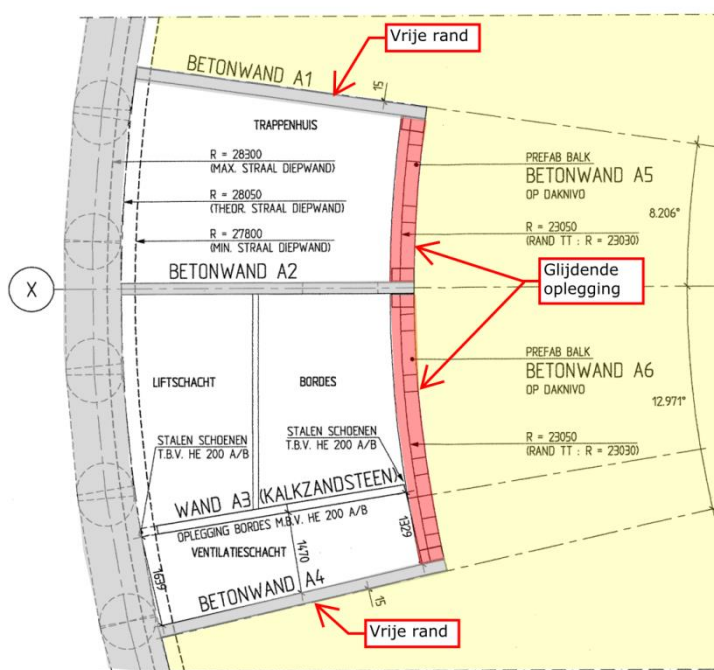 Vrije rand
BETONWAND A1
15
TRAPPENHUIS
R = 28300
(MAX. STRAAL DIEPWAND)
R = 28050
(THEOR. STRAAL DIEPWAND)
R = 27800
(MIN. STRAAL DIEPWAND)
BETONWAND A2
PREFAB BALK
BETONWAND A5
OP DAKNIVO
8.206°
R = 23050
(RAND TT : R = 23030)
Glijdende
oplegging
X
LIFTSCHACHT
BORDES
PREFAB BALK
BETONWAND A6
OP DAKNIVO
12.971°
STALEN SCHOENEN
T.B.V. HE 200 A/B
STALEN SCHOENEN
T.B.V. HE 200 A/B
R = 23050
(RAND TT : R = 23030)
WAND A3 (KALKZANDSTEEN)
OPLEGGING BORDES M.B.V. HE 200 A/B
VENTILATIESCHACHT
1470
1329
1639
BETONWAND A4
15
Vrije rand